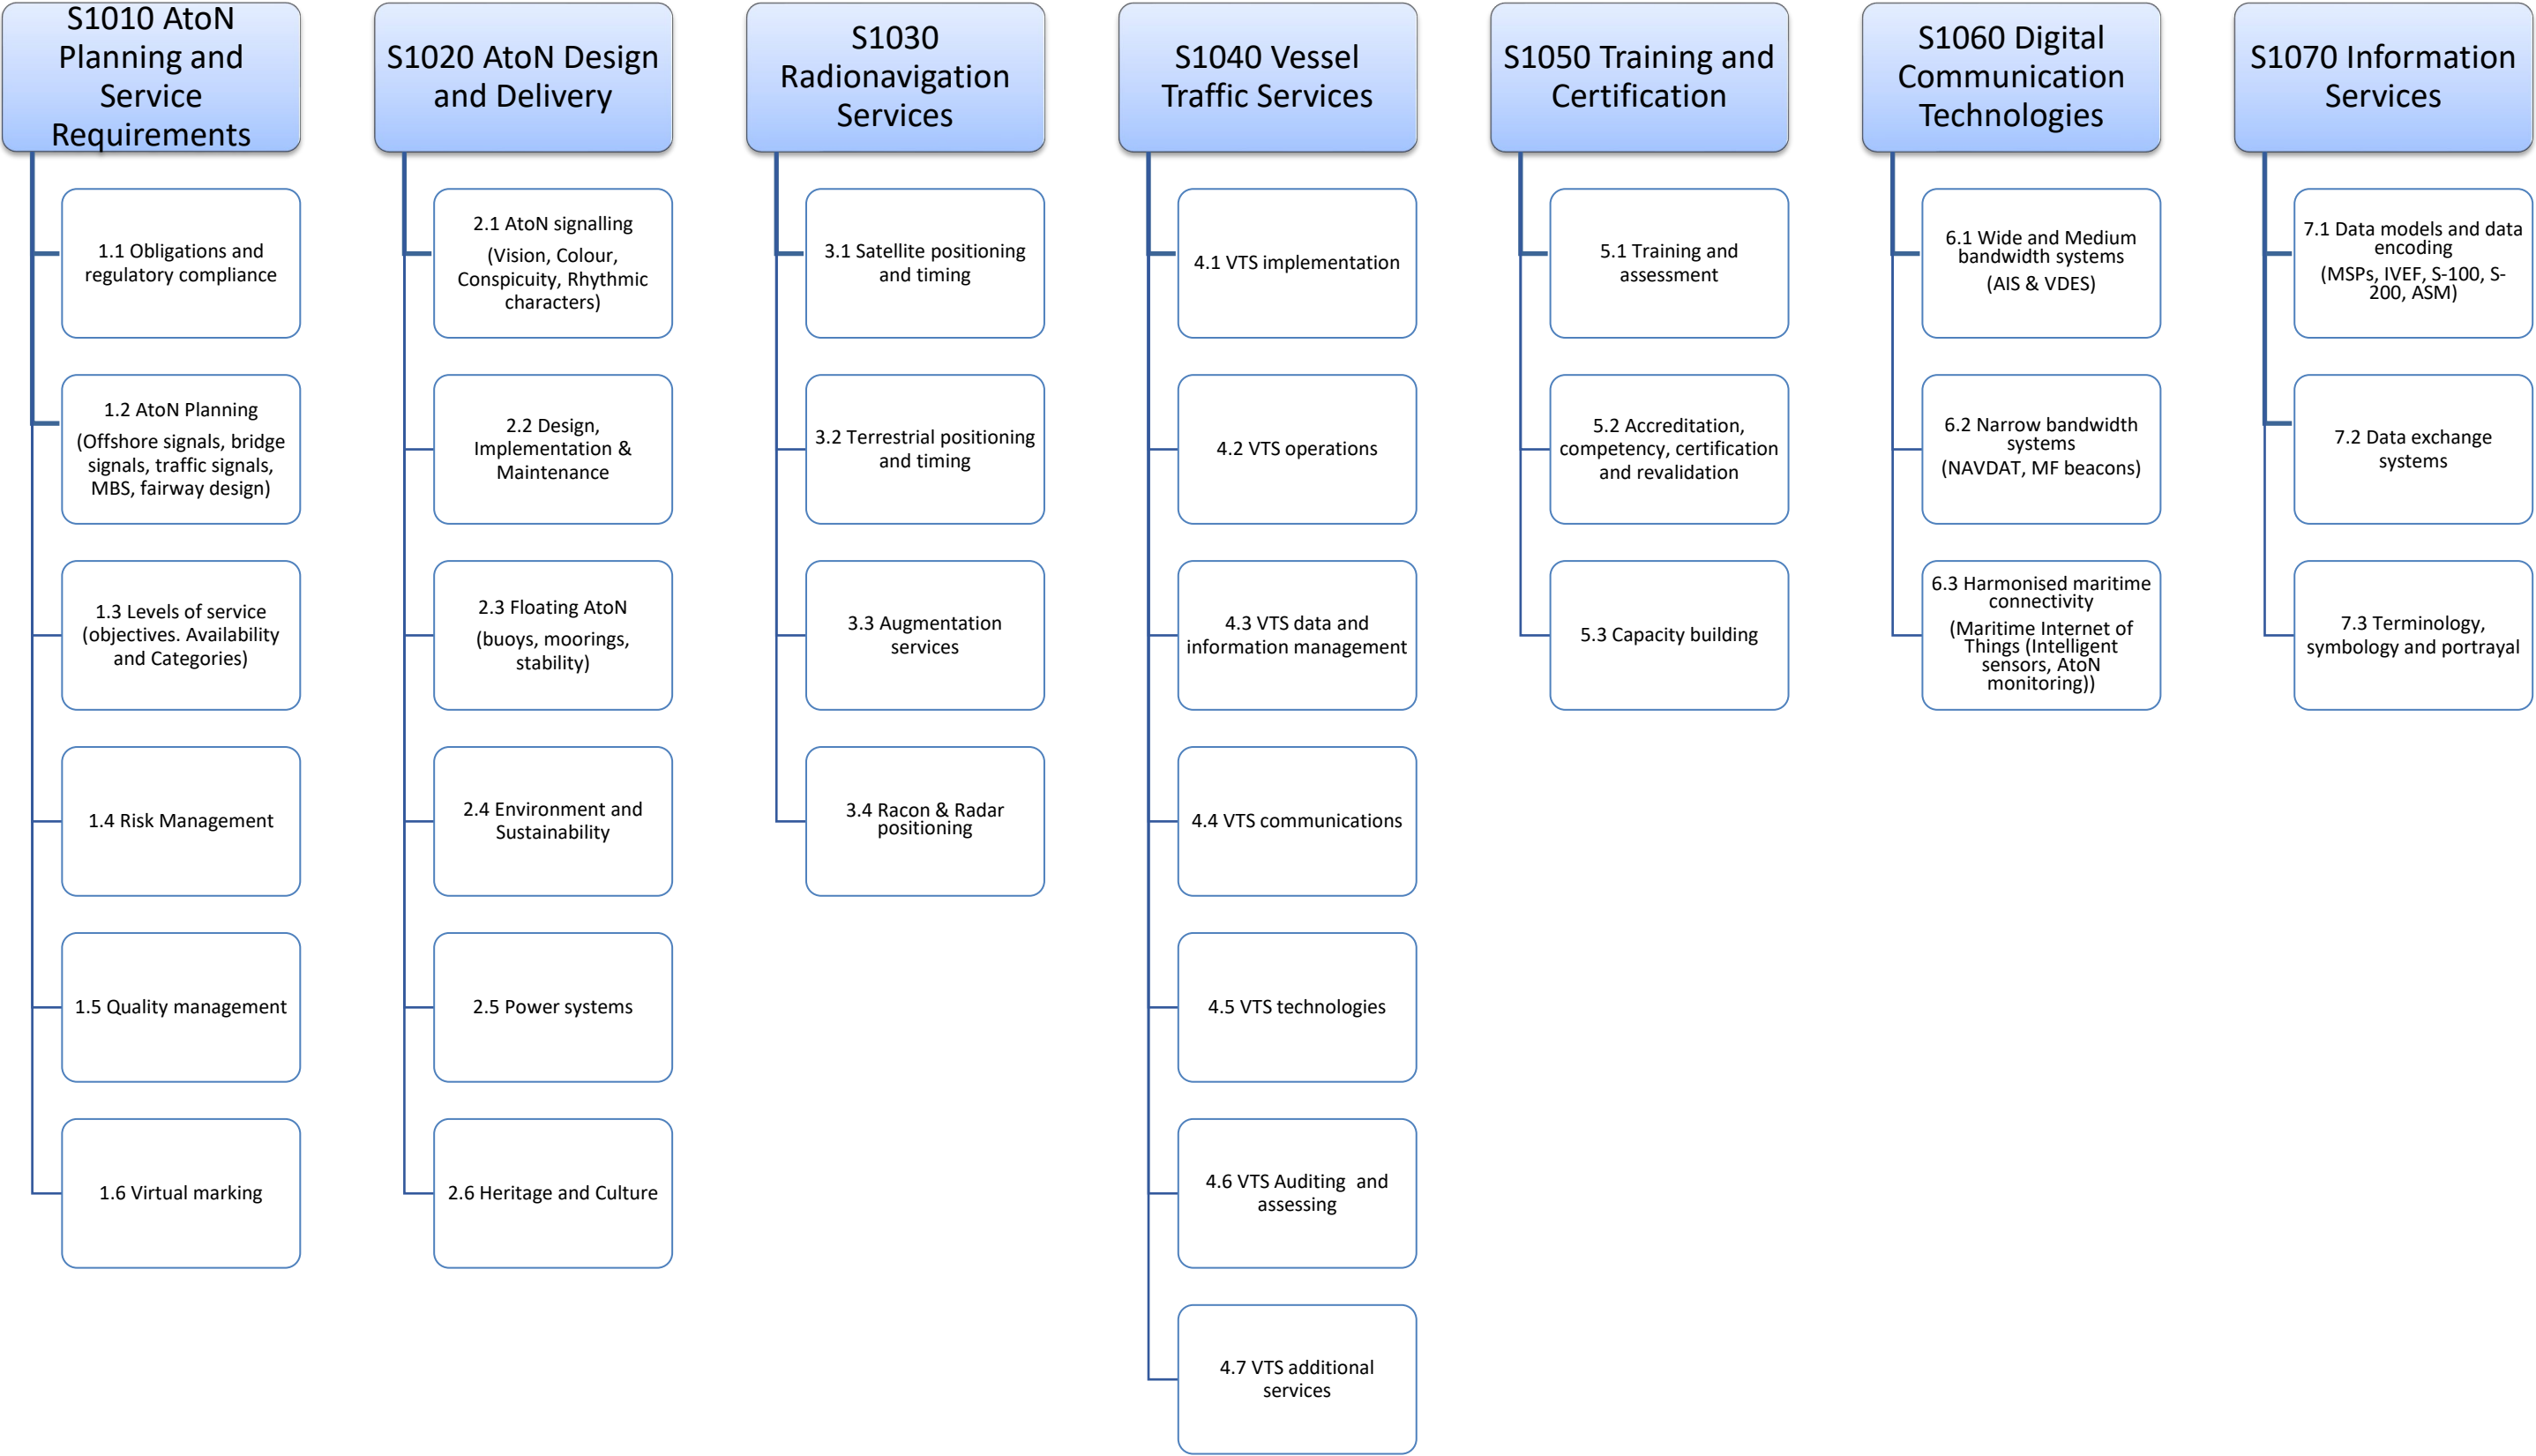 S1010 AtoN
Planning and
Service
Requirements
1.1 Obligations and
regulatory compliance
1.2 AtoN Planning
(Offshore signals, bridge
signals, traffic signals,
MBS, fairway design)
1.3 Levels of service
(objectives. Availability
and Categories)
1.4 Risk Management
1.5 Quality management
1.6 Virtual marking
S1020 AtoN Design
and Delivery
2.1 AtoN signalling
(Vision, Colour,
Conspicuity, Rhythmic
characters)
2.2 Design,
Implementation &
Maintenance
2.3 Floating AtoN
(buoys, moorings,
stability)
2.4 Environment and
Sustainability
2.5 Power systems
2.6 Heritage and Culture
S1030
Radionavigation
Services
3.1 Satellite positioning
and timing
3.2 Terrestrial positioning
and timing
3.3 Augmentation
services
3.4 Racon & Radar
positioning
S1040 Vessel
Traffic Services
4.1 VTS implementation
4.2 VTS operations
4.3 VTS data and
information management
4.4 VTS communications
4.5 VTS technologies
4.6 VTS Auditing  and
assessing
4.7 VTS additional
services
S1050 Training and
Certification
5.1 Training and
assessment
5.2 Accreditation,
competency, certification
and revalidation
5.3 Capacity building
S1060 Digital
Communication
Technologies
6.1 Wide and Medium
bandwidth systems
(AIS & VDES)
6.2 Narrow bandwidth
systems
(NAVDAT, MF beacons)
6.3 Harmonised maritime
connectivity
(Maritime Internet of
Things (Intelligent
sensors, AtoN
monitoring))
S1070 Information
Services
7.1 Data models and data
encoding
(MSPs, IVEF, S-100, S-
200, ASM)
7.2 Data exchange
systems
7.3 Terminology,
symbology and portrayal